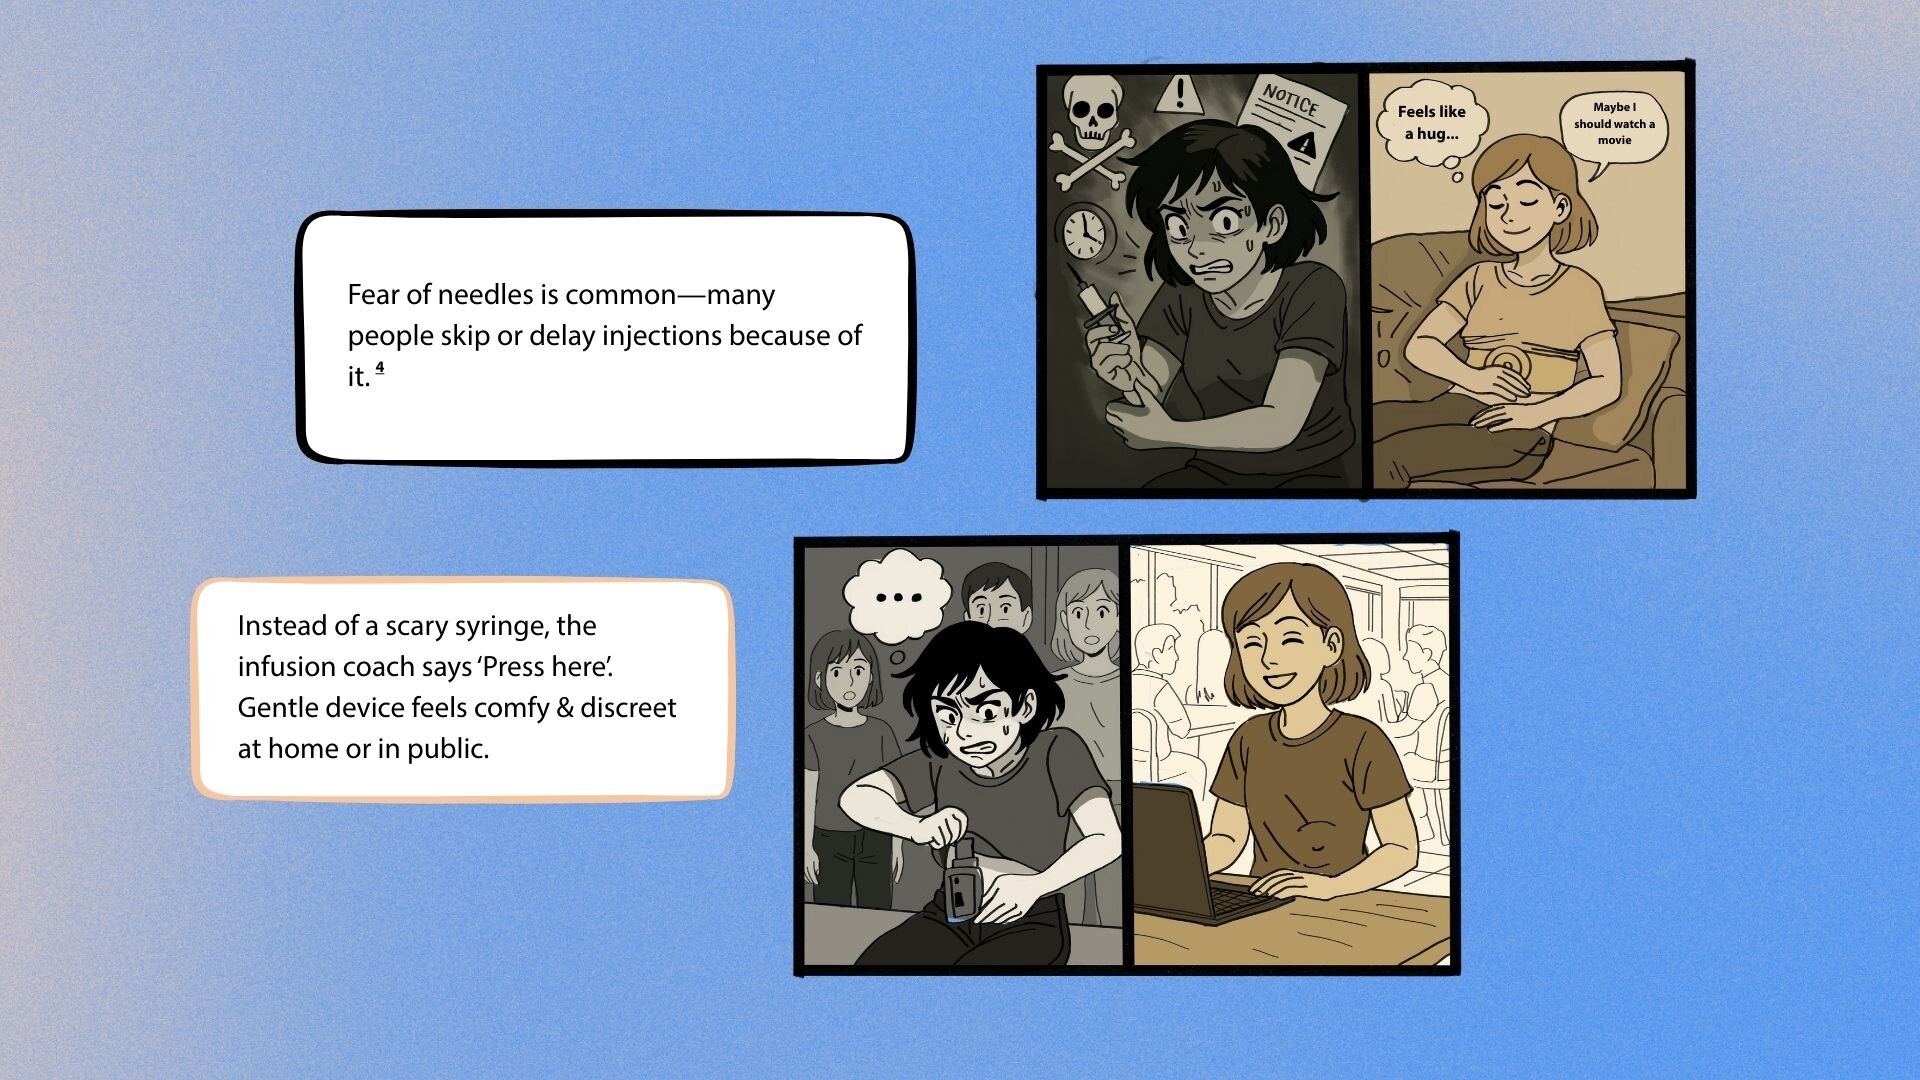 Fear of needles is common—many
people skip or delay injections because of
it. 4
NOTICE
Feels like
a hug...
Maybe I
should watch a
movie
Instead of a scary syringe, the
infusion coach says ‘Press here’.
Gentle device feels comfy & discreet
at home or in public.